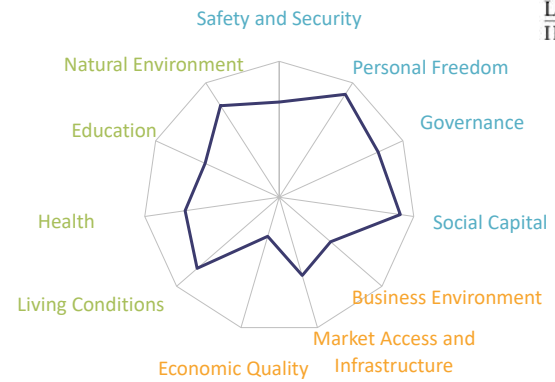 Safety and Security
Natural Environment
Personal Freedom
Education
Governance
Health
Social Capital
Living Conditions
Business Environment
Economic Quality
Market Access and
Infrastructure